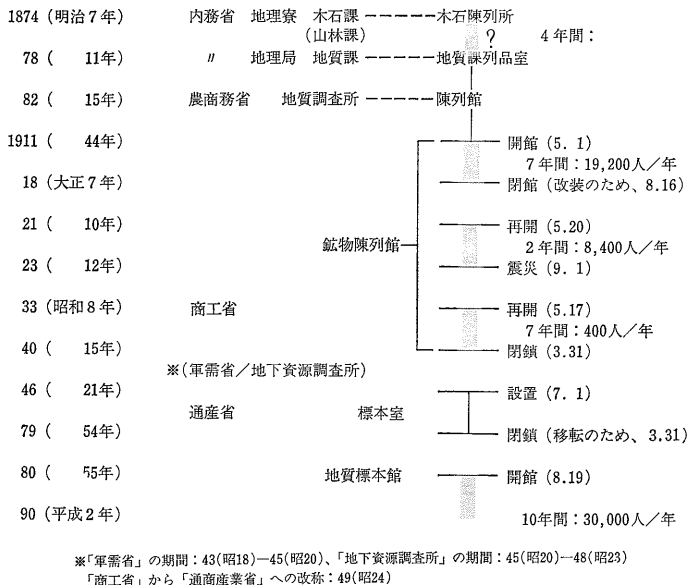 1874 (明治7年) 内務省 地理寮 木石課 木石陳列所
(山林課) ? 4年間：
78 ( 11年) 〃 地理局 地質課 地質課列品室
82 ( 15年) 農商務省 地質調査所 陳列館
1911 ( 44年) 開館 (5. 1)
7年間：19,200人／年
18 (大正7年) 閉館 (改装のため、8.16)
21 ( 10年) 再開 (5.20)
鉱物陳列館 2年間：8,400人／年
23 ( 12年) 震災 (9. 1)
33 (昭和8年) 商工省 再開 (5.17)
7年間：400人／年
40 ( 15年) 閉鎖 (3.31)
※(軍需省／地下資源調査所)
46 ( 21年) 設置 (7. 1)
通産省 標本室
79 ( 54年) 閉鎖 (移転のため、3.31)
80 ( 55年) 地質標本館 開館 (8.19)
90 (平成2年) 10年間：30,000人／年
※「軍需省」の期間：43(昭18)―45(昭20)、「地下資源調査所」の期間：45(昭20)―48(昭23)
「商工省」から「通商産業省」への改称：49(昭24)